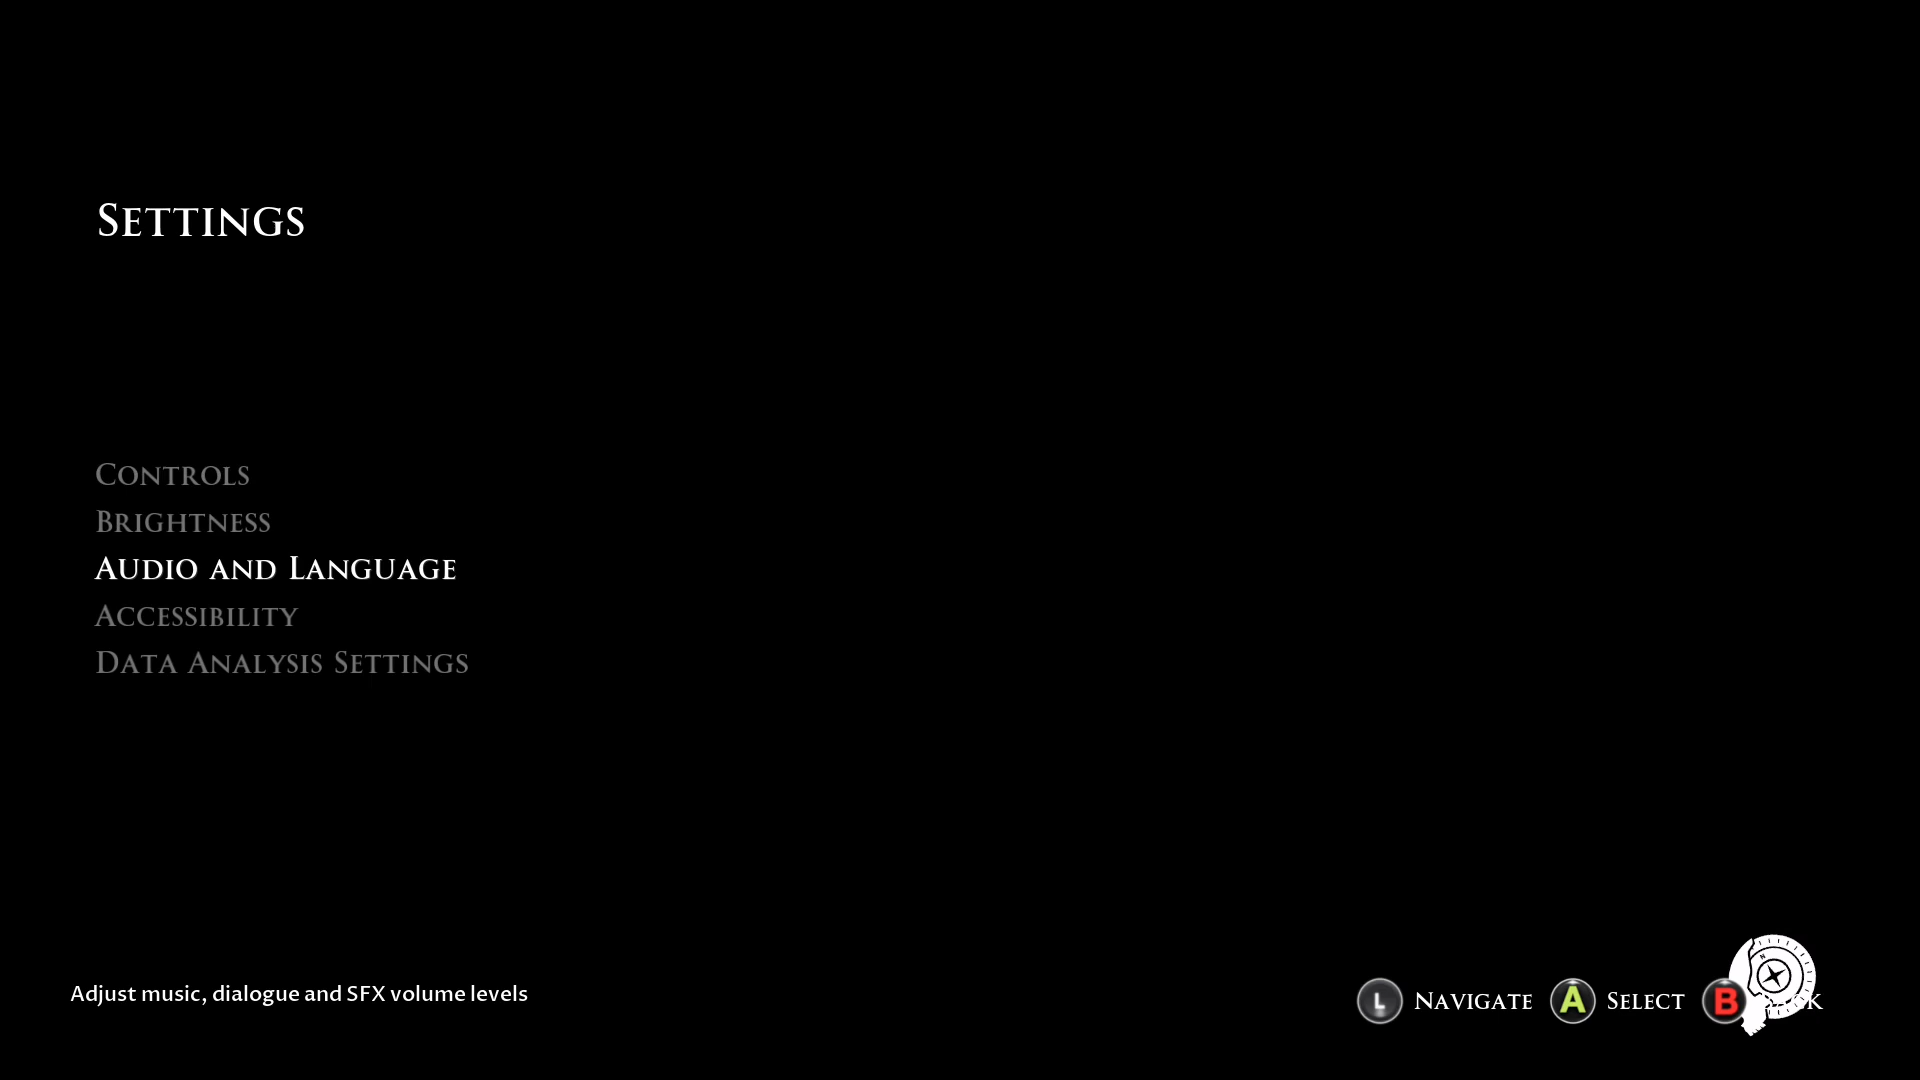 Settings
Controls
Brightness
Audio and Language
Accessibility
Data Analysis Settings
Adjust music, dialogue and SFX volume levels
L Navigate A Select B Back